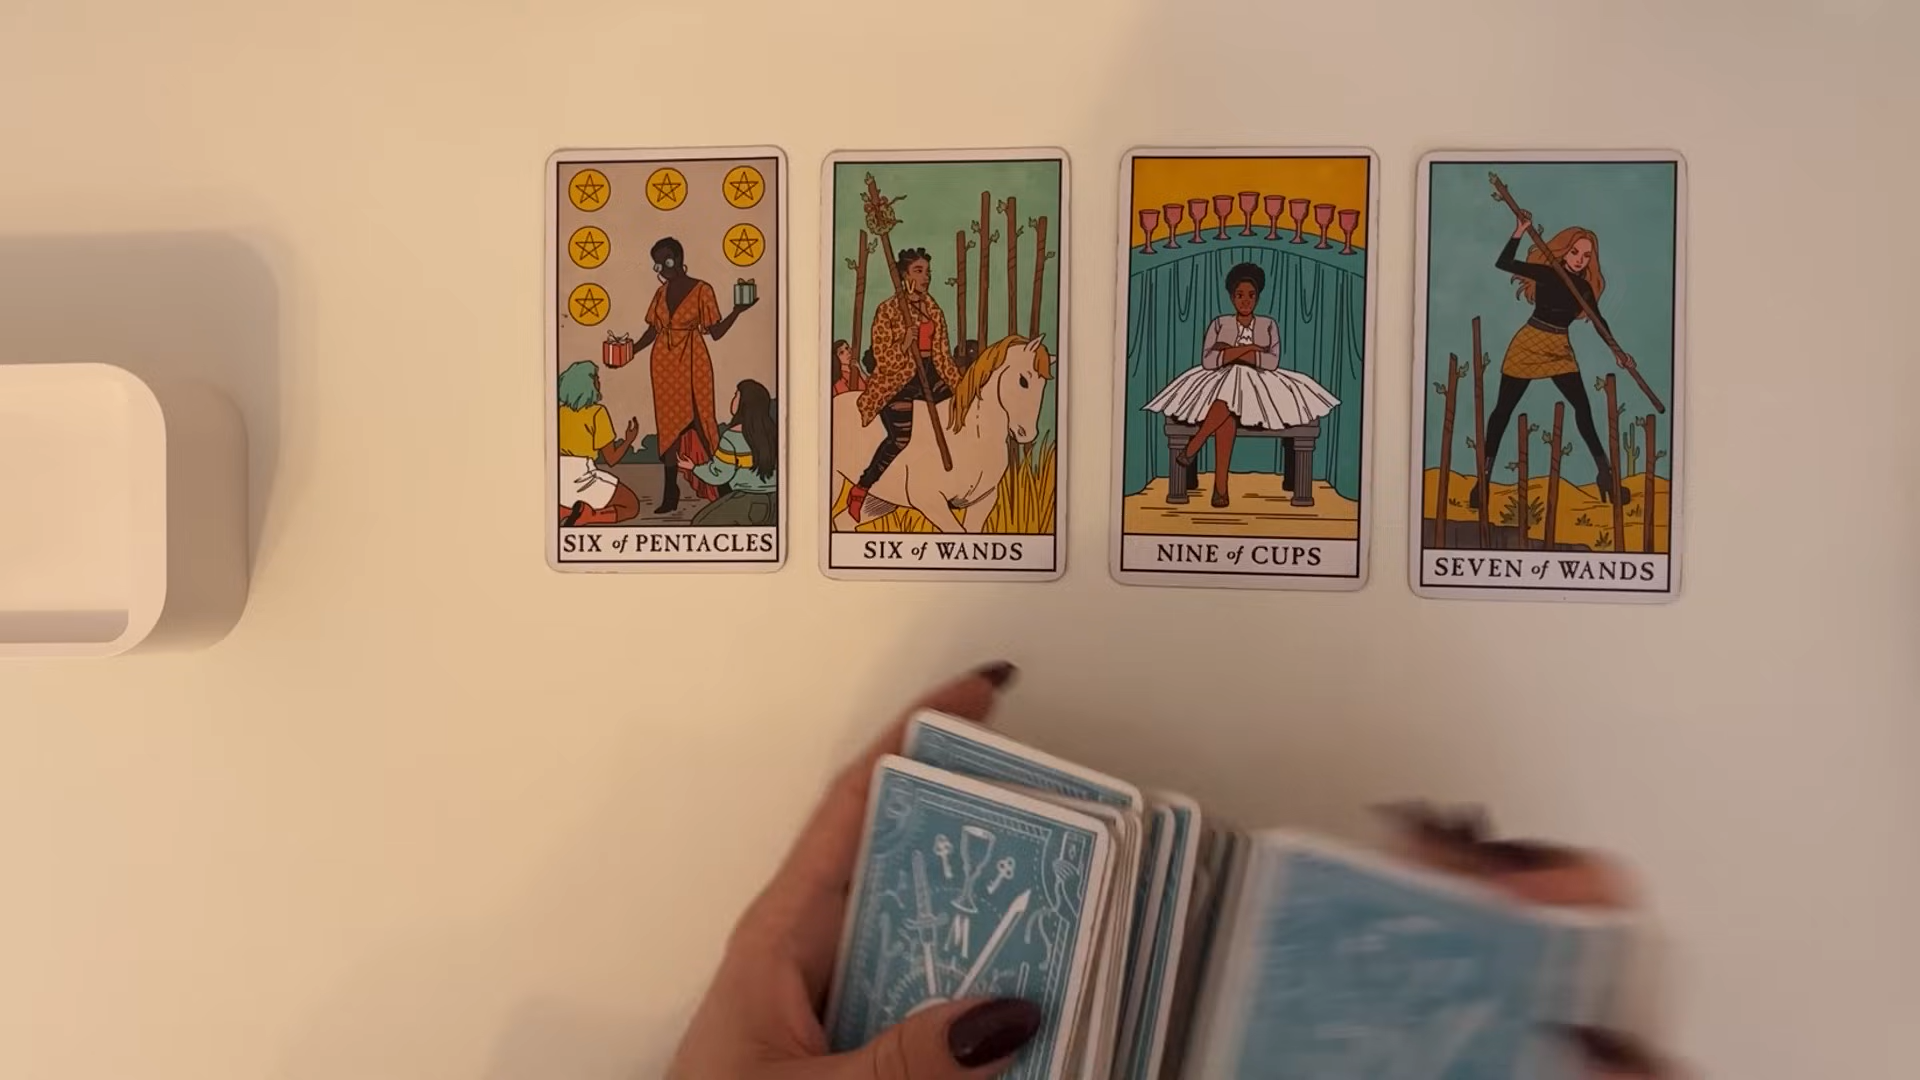 SIX of PENTACLES
SIX of WANDS
NINE of CUPS
SEVEN of WANDS
M